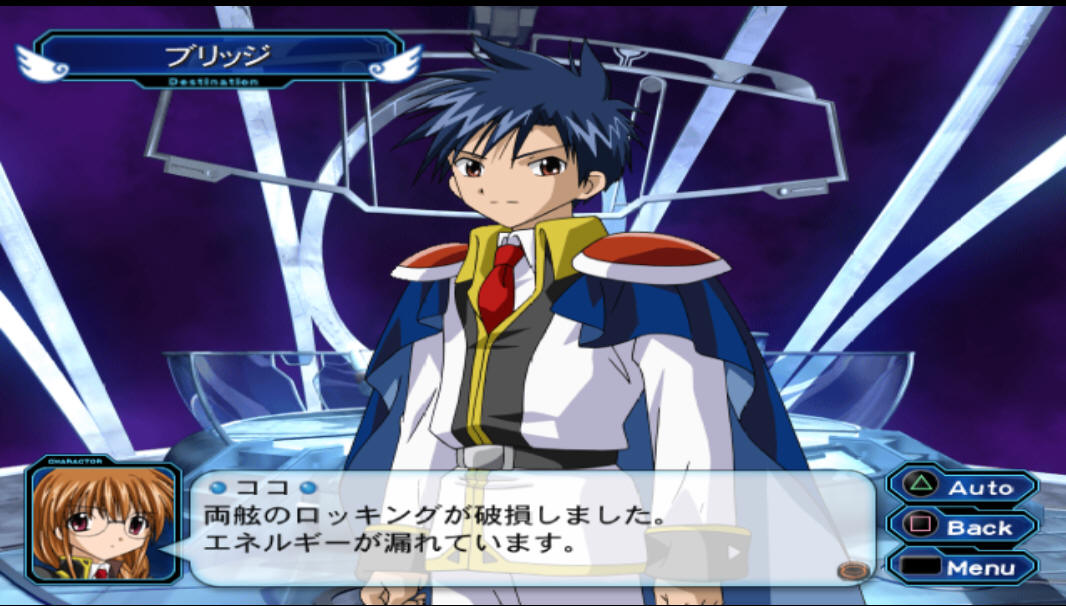 ブリッジ
Destination
CHARACTOR
ココ
両舷のロッキングが破損しました。
エネルギーが漏れています。
Auto
Back
Menu